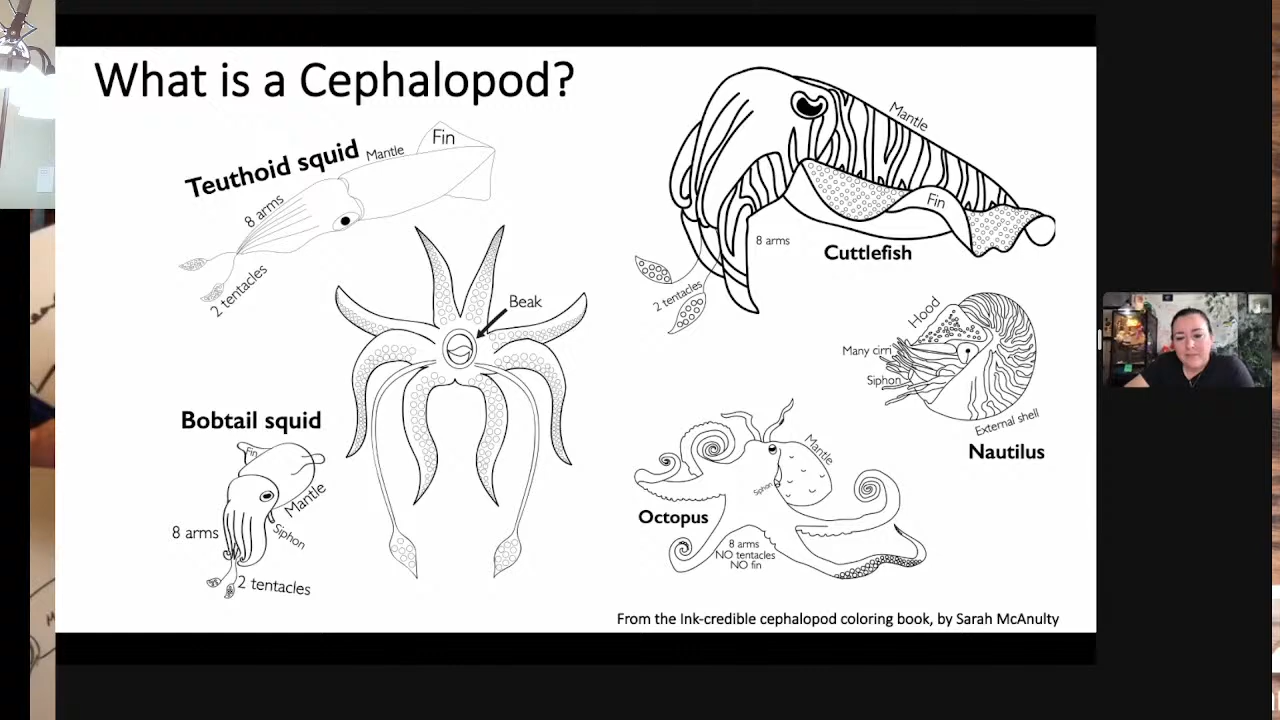 What is a Cephalopod?
Teuthoid squid
Mantle
Fin
8 arms
2 tentacles
Beak
Bobtail squid
Fin
Mantle
Siphon
8 arms
2 tentacles
Mantle
Fin
8 arms
2 tentacles
Cuttlefish
Hood
Many cirri
Siphon
External shell
Nautilus
Mantle
Siphon
Octopus
8 arms
NO tentacles
NO fin
From the Ink-credible cephalopod coloring book, by Sarah McAnulty